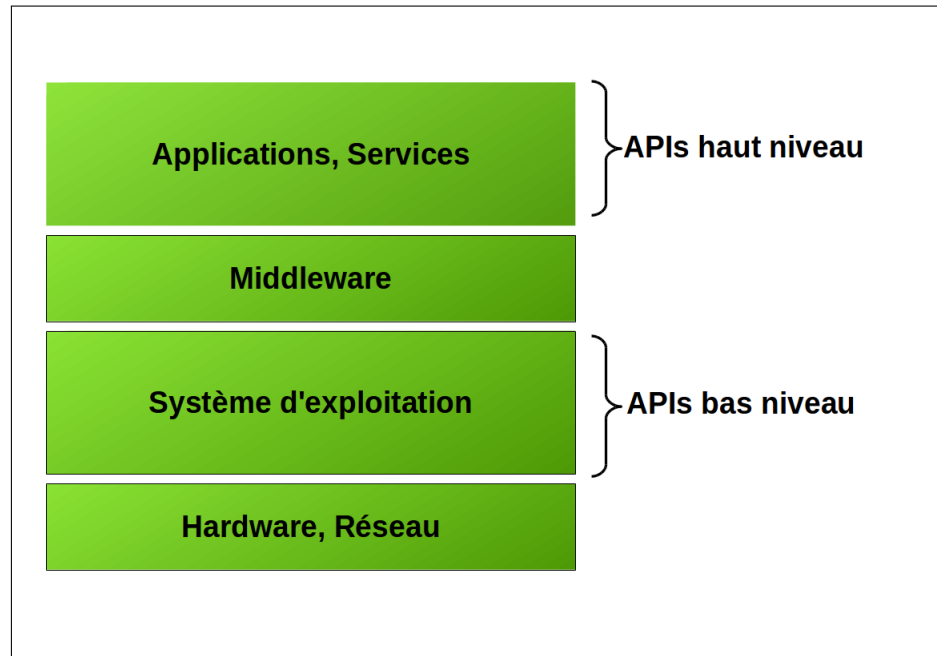 Applications, Services
APIs haut niveau
Middleware
Système d'exploitation
APIs bas niveau
Hardware, Réseau